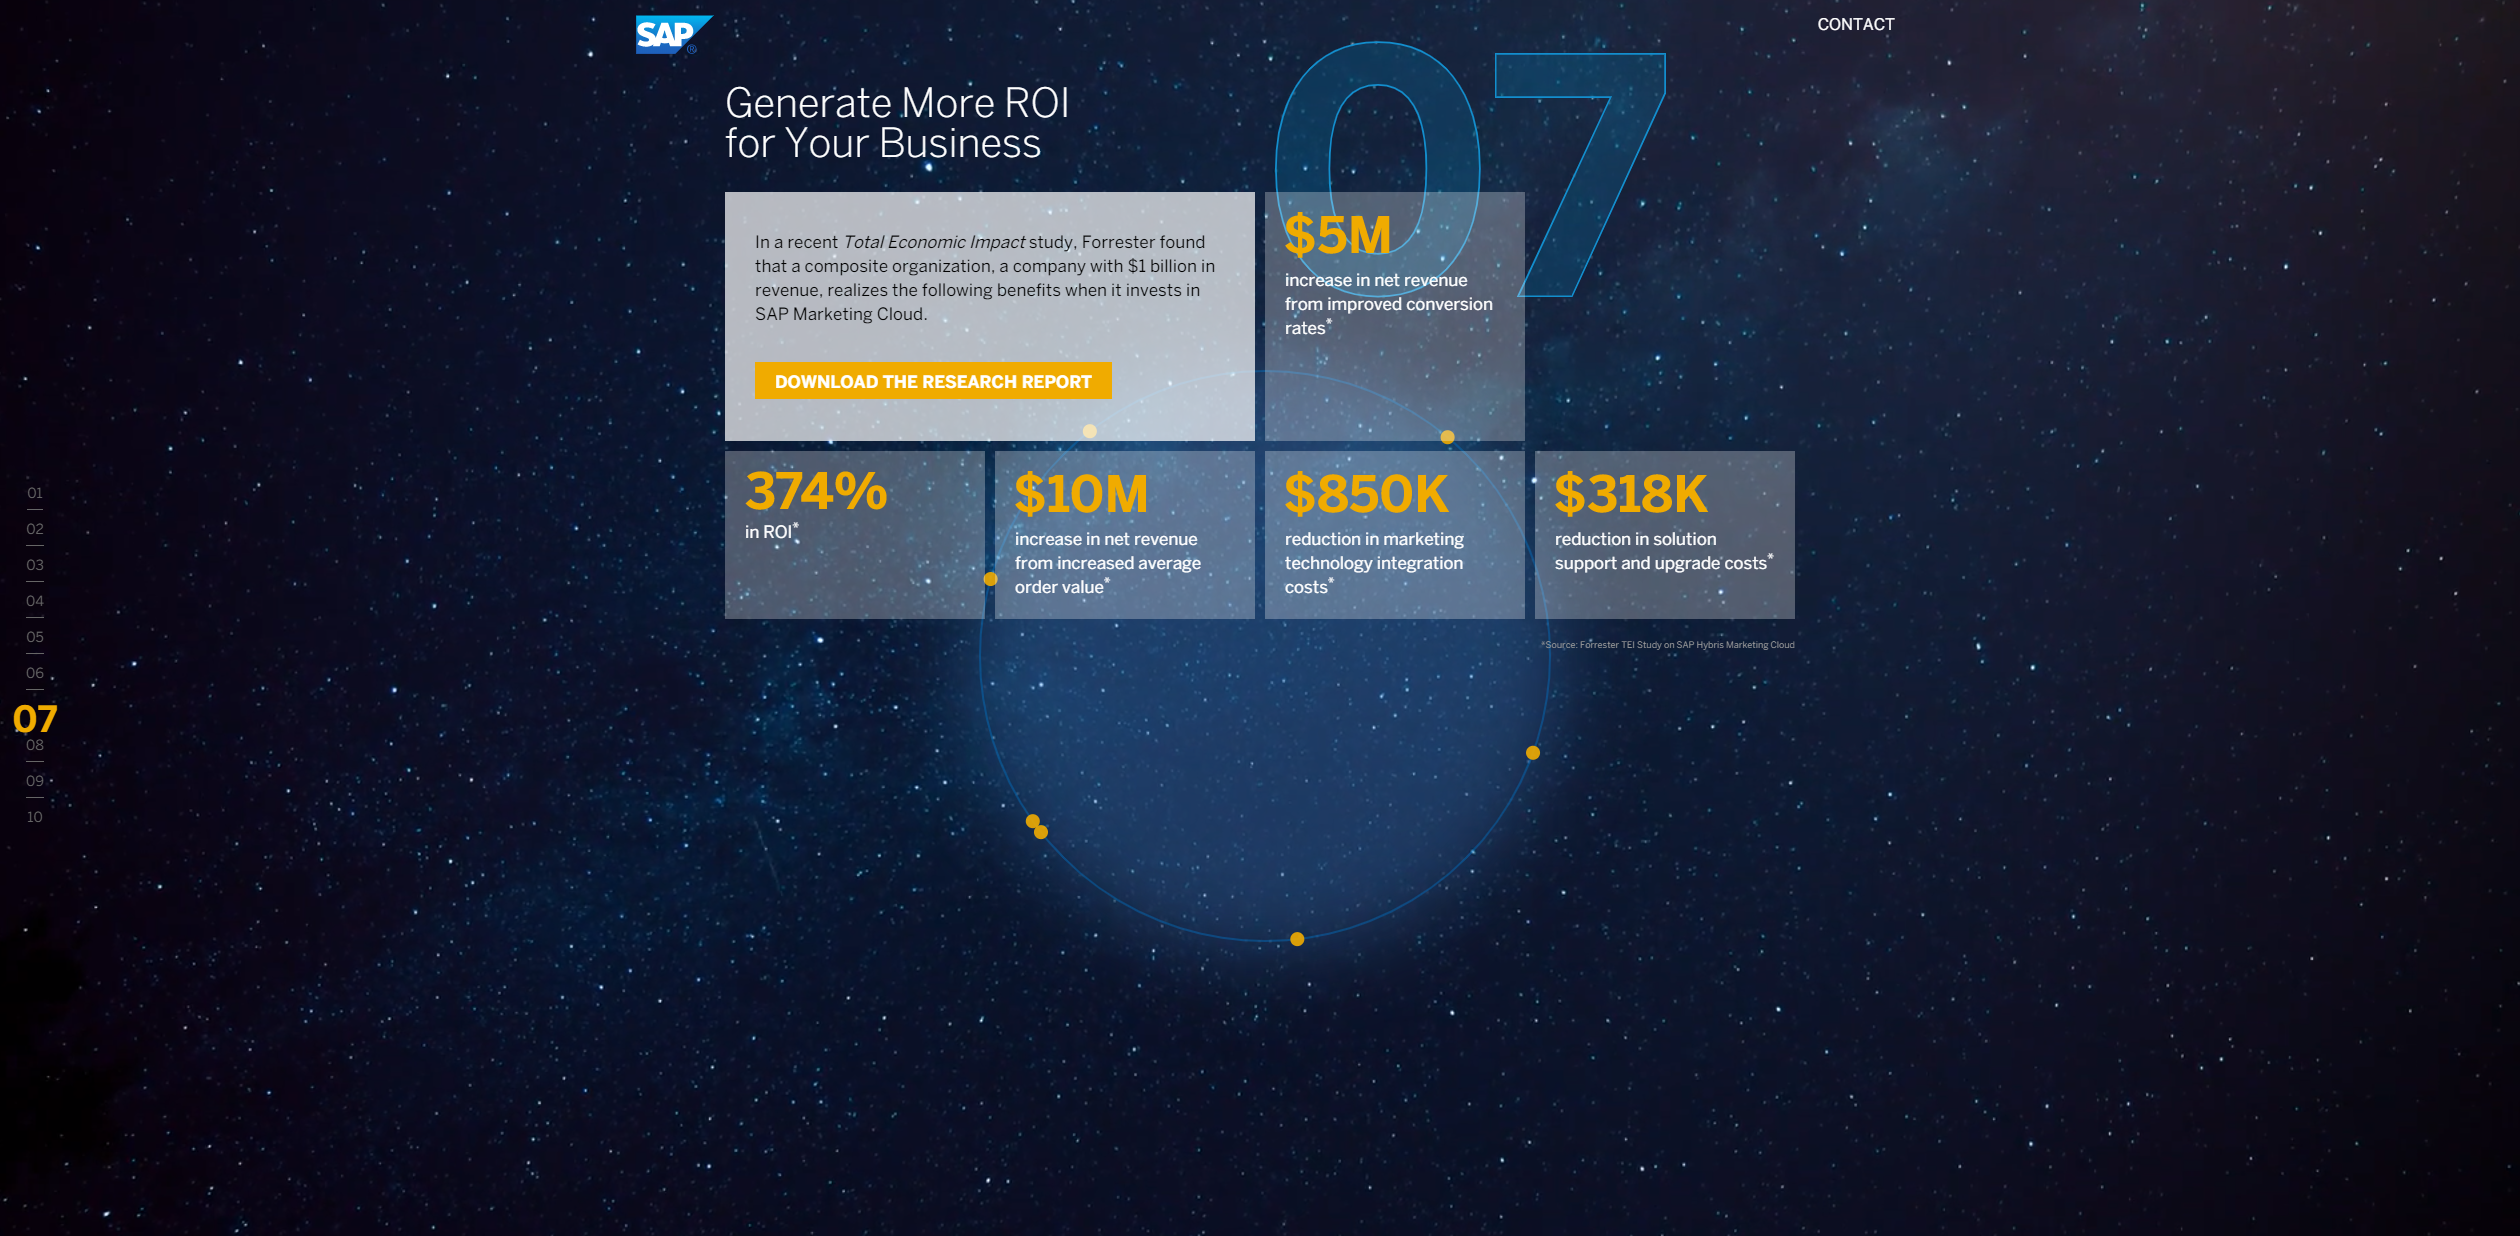 SAP®
CONTACT
07
Generate More ROI
for Your Business
In a recent Total Economic Impact study, Forrester found
that a composite organization, a company with $1 billion in
revenue, realizes the following benefits when it invests in
SAP Marketing Cloud.
DOWNLOAD THE RESEARCH REPORT
$5M
increase in net revenue
from improved conversion
rates*
374%
in ROI*
$10M
increase in net revenue
from increased average
order value*
$850K
reduction in marketing
technology integration
costs*
$318K
reduction in solution
support and upgrade costs*
*Source: Forrester TEI Study on SAP Hybris Marketing Cloud
01
02
03
04
05
06
07
08
09
10